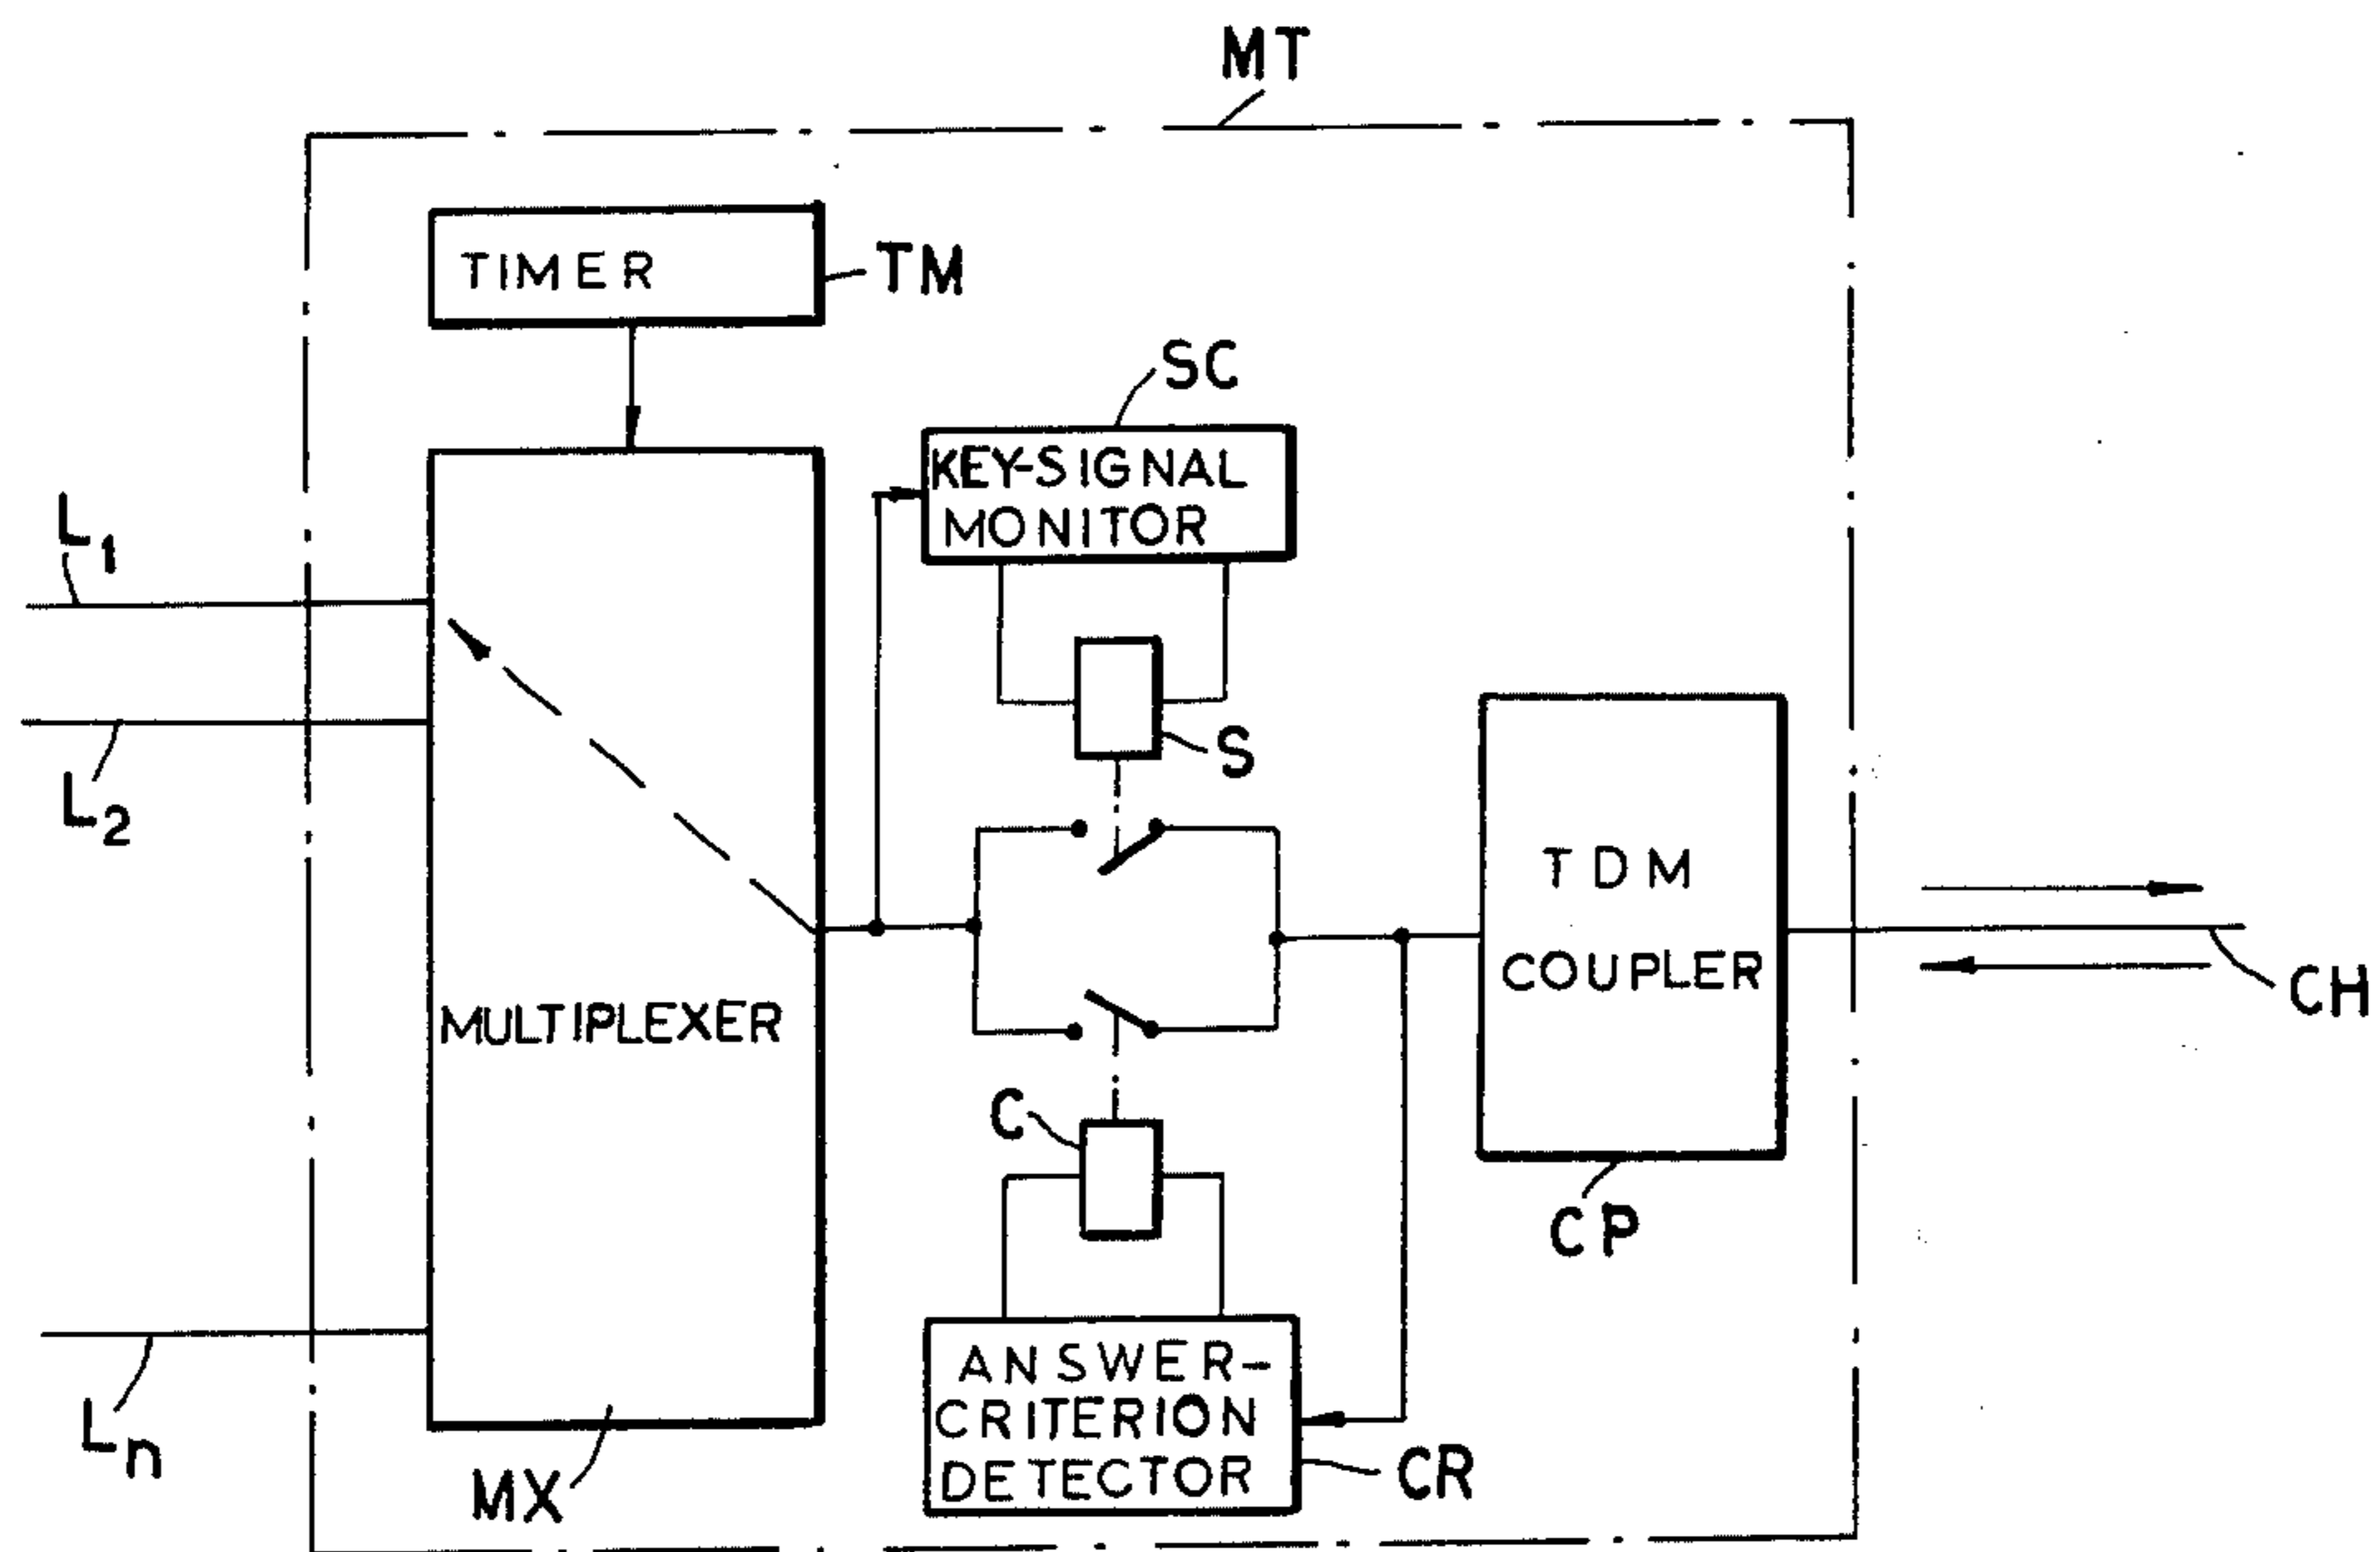 MT
TIMER
TM
SC
KEY-SIGNAL
MONITOR
L1
S
L2
TDM
COUPLER
CH
MULTIPLEXER
C
CP
ANSWER-
CRITERION
DETECTOR
CR
Ln
MX